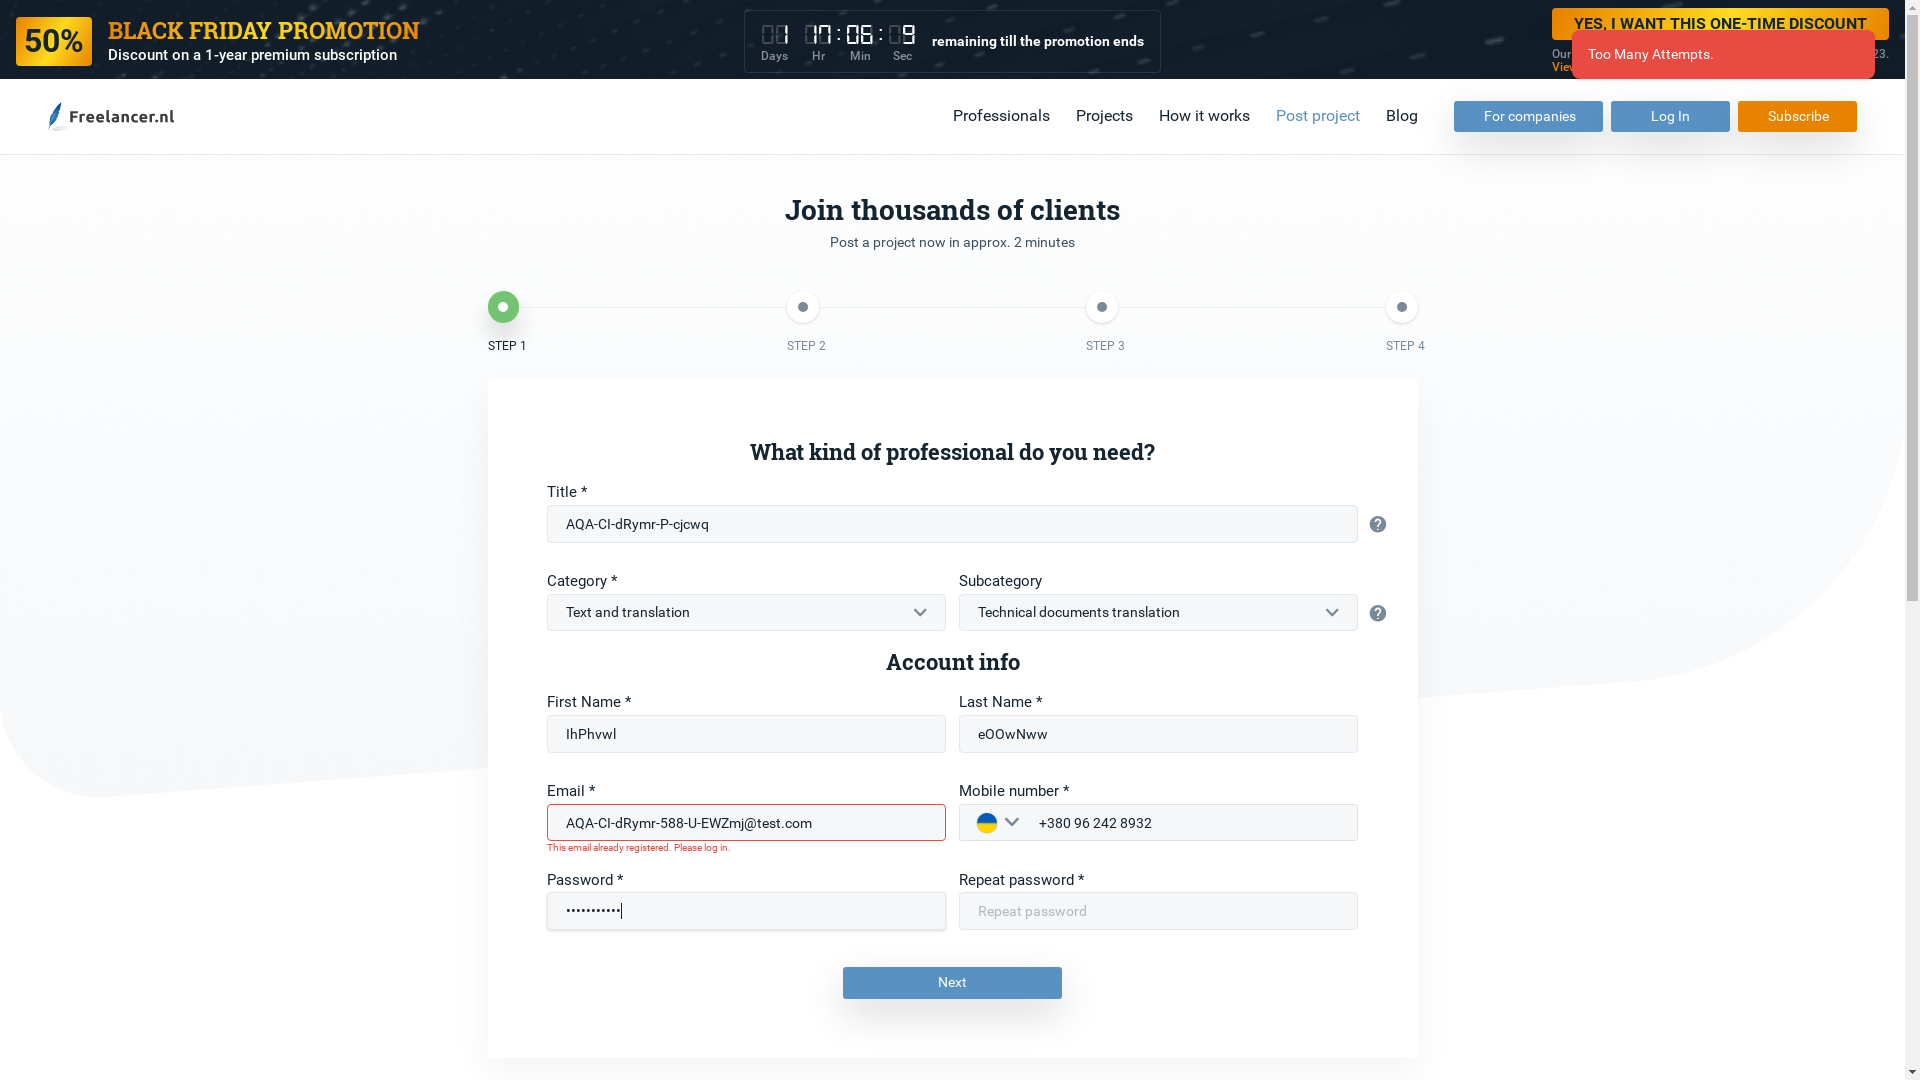 50%
BLACK FRIDAY PROMOTION
Discount on a 1-year premium subscription
1 17:06:9
Days Hr Min Sec
remaining till the promotion ends
YES, I WANT THIS ONE-TIME DISCOUNT
Our
23.
View
Too Many Attempts.
Freelancer.nl
Professionals
Projects
How it works
Post project
Blog
For companies
Log In
Subscribe
Join thousands of clients
Post a project now in approx. 2 minutes
STEP 1
STEP 2
STEP 3
STEP 4
What kind of professional do you need?
Title *
AQA-CI-dRymr-P-cjcwq
Category *
Subcategory
Text and translation
Technical documents translation
Account info
First Name *
Last Name *
IhPhvwl
eOOwNww
Email *
Mobile number *
AQA-CI-dRymr-588-U-EWZmj@test.com
+380 96 242 8932
This email already registered. Please log in.
Password *
Repeat password *
•••••••••••
Repeat password
Next